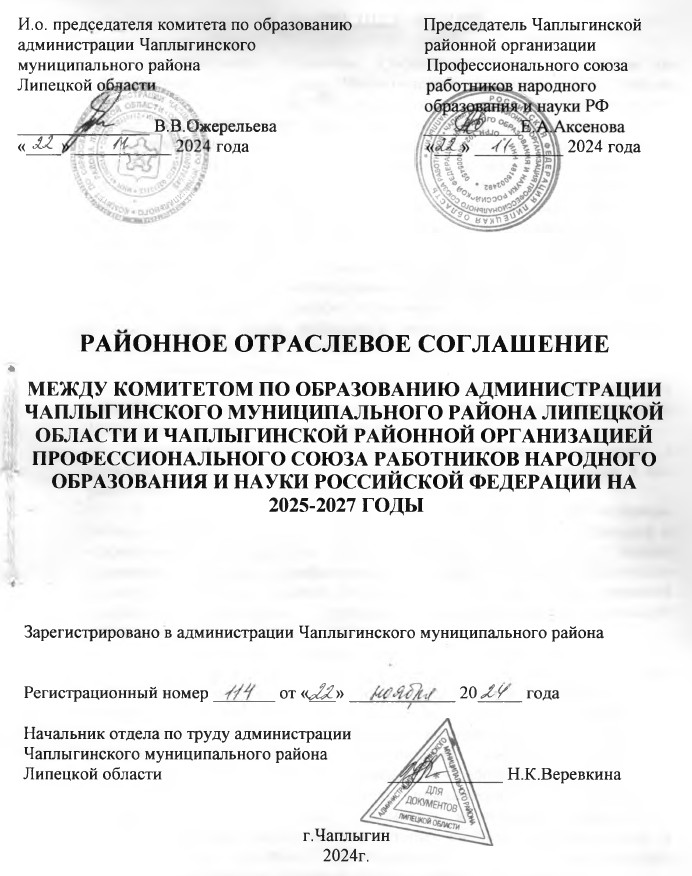 И.о. председателя комитета по образованию
администрации Чаплыгинского
муниципального района
Липецкой области
В.В.Ожерельева
« 22 » 11 2024 года
Председатель Чаплыгинской
районной организации
Профессионального союза
работников народного
образования и науки РФ
Е.А.Аксенова
«22 » 11 2024 года
РАЙОННОЕ ОТРАСЛЕВОЕ СОГЛАШЕНИЕ
МЕЖДУ КОМИТЕТОМ ПО ОБРАЗОВАНИЮ АДМИНИСТРАЦИИ
ЧАПЛЫГИНСКОГО МУНИЦИПАЛЬНОГО РАЙОНА ЛИПЕЦКОЙ
ОБЛАСТИ И ЧАПЛЫГИНСКОЙ РАЙОННОЙ ОРГАНИЗАЦИЕЙ
ПРОФЕССИОНАЛЬНОГО СОЮЗА РАБОТНИКОВ НАРОДНОГО
ОБРАЗОВАНИЯ И НАУКИ РОССИЙСКОЙ ФЕДЕРАЦИИ НА
2025-2027 ГОДЫ
Зарегистрировано в администрации Чаплыгинского муниципального района
Регистрационный номер 114 от «22» ноября 2024 года
Начальник отдела по труду администрации
Чаплыгинского муниципального района
Липецкой области
Н.К.Веревкина
ДЛЯ
ДОКУМЕНТОВ
ЛИПЕЦКОЙ ОБЛАСТИ
МУНИЦИПАЛЬНОГО РАЙОНА
г.Чаплыгин
2024г.